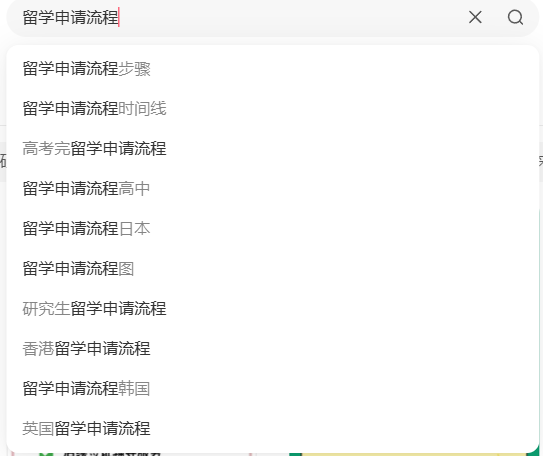 留学申请流程
留学申请流程步骤
留学申请流程时间线
高考完留学申请流程
留学申请流程高中
留学申请流程日本
留学申请流程图
研究生留学申请流程
香港留学申请流程
留学申请流程韩国
英国留学申请流程